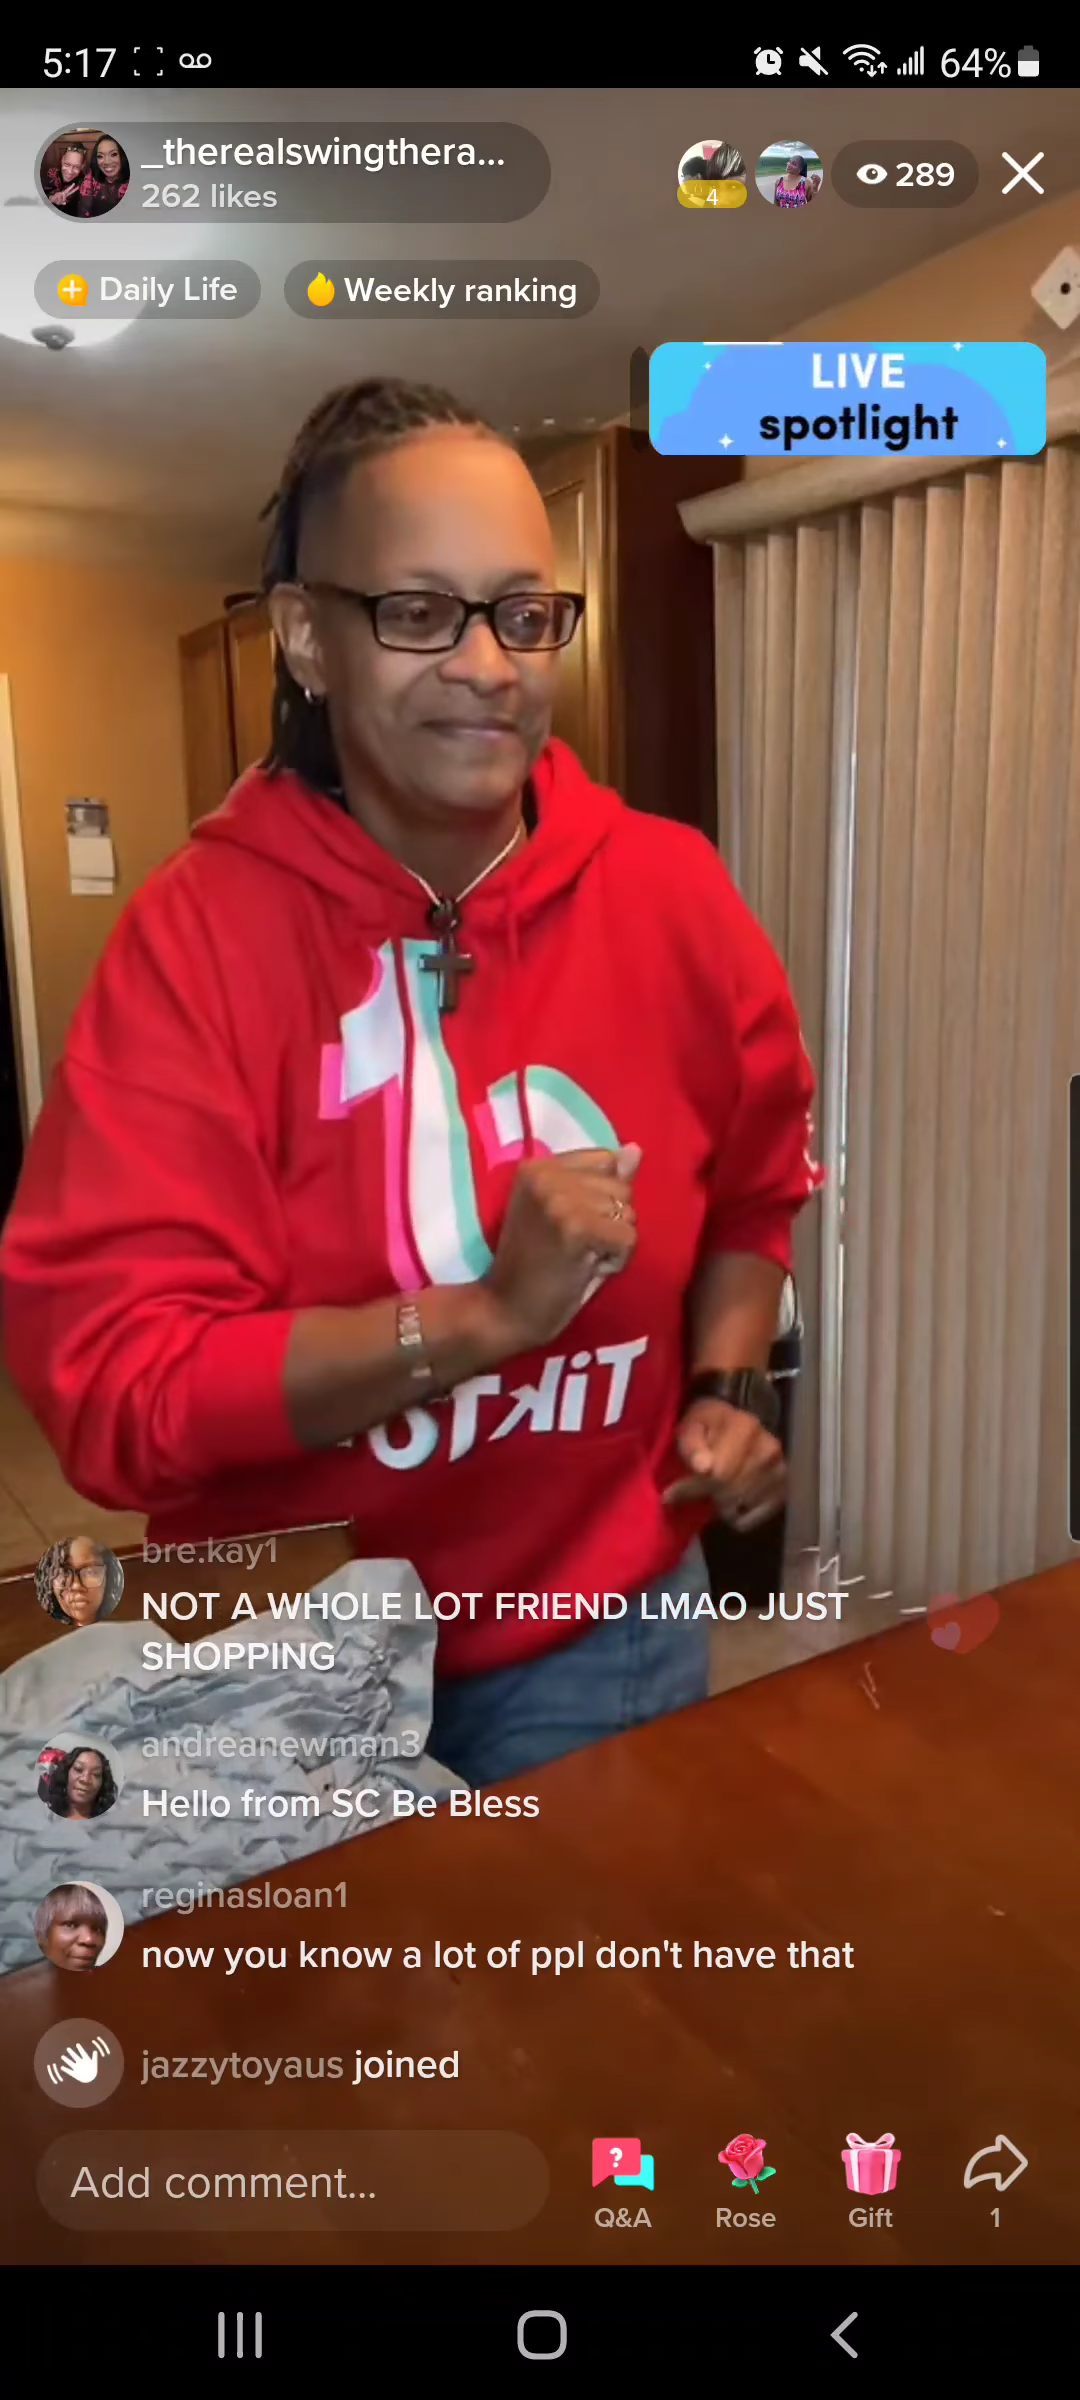 5:17 64%
_therealswingthera...
262 likes
4
289
Daily Life
Weekly ranking
LIVE
spotlight
TikTO
bre.kay1
NOT A WHOLE LOT FRIEND LMAO JUST
SHOPPING
andreanewman3
Hello from SC Be Bless
reginasloan1
now you know a lot of ppl don't have that
jazzytoyaus joined
Add comment...
?
Q&A
Rose
Gift
1